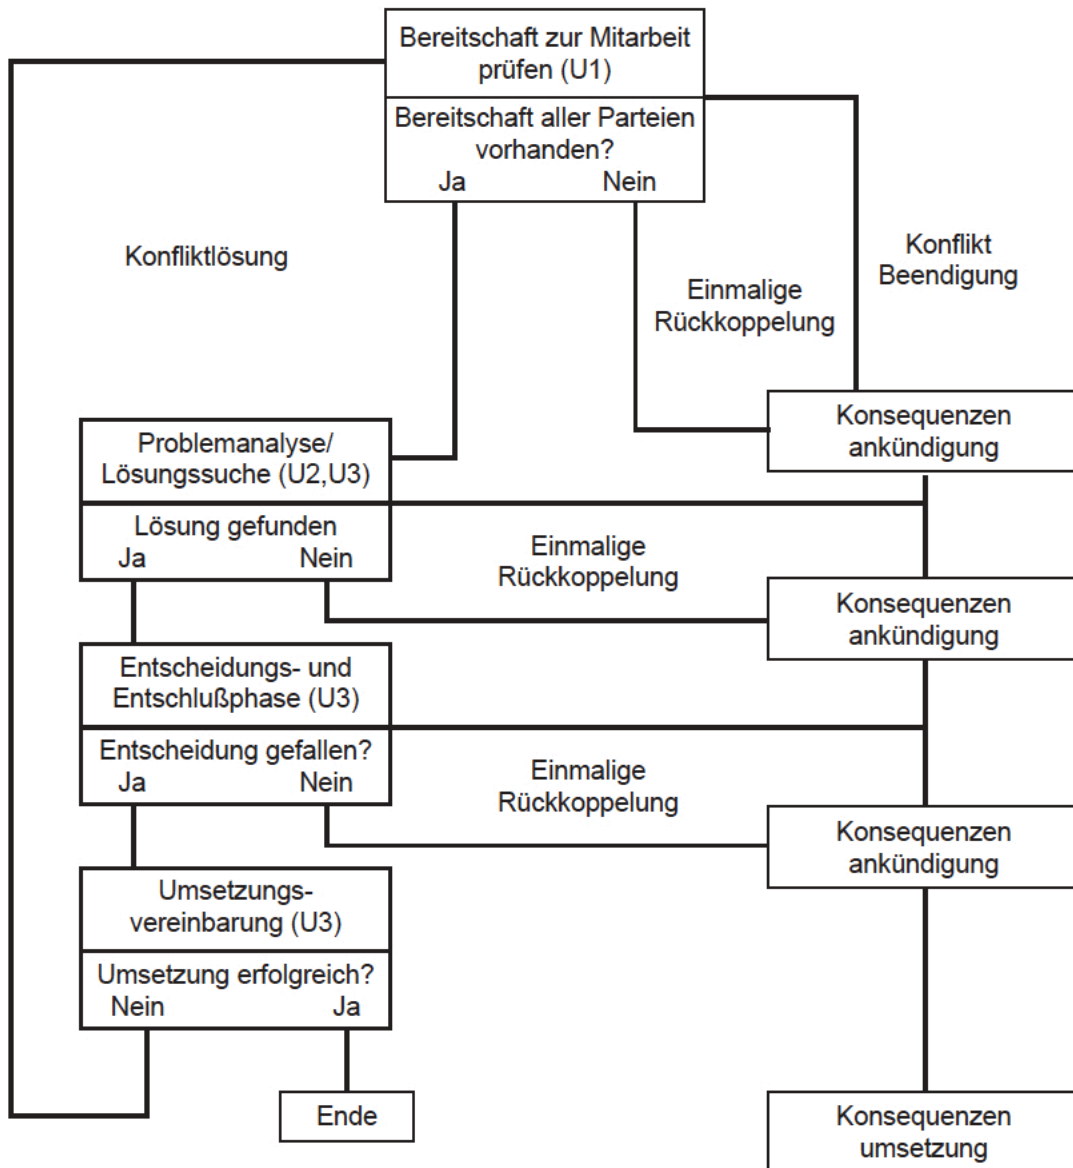 Bereitschaft zur Mitarbeit
prüfen (U1)
Bereitschaft aller Parteien
vorhanden?
Ja Nein
Konfliktlösung
Konflikt
Beendigung
Einmalige
Rückkoppelung
Konsequenzen
ankündigung
Problemanalyse/
Lösungssuche (U2,U3)
Lösung gefunden
Ja Nein
Einmalige
Rückkoppelung
Konsequenzen
ankündigung
Entscheidungs- und
Entschlußphase (U3)
Entscheidung gefallen?
Ja Nein
Einmalige
Rückkoppelung
Konsequenzen
ankündigung
Umsetzungs-
vereinbarung (U3)
Umsetzung erfolgreich?
Nein Ja
Ende
Konsequenzen
umsetzung